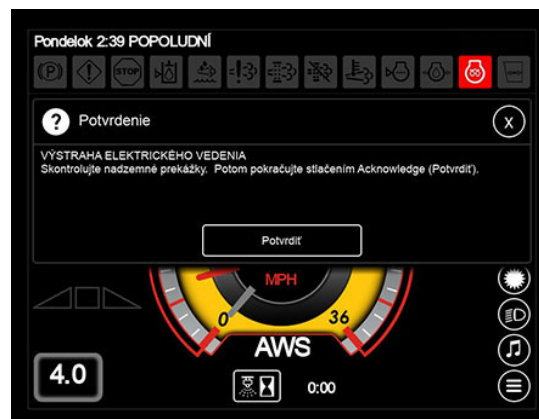 Pondelok 2:39 POPOLUDNÍ
(P)
STOP
Potvrdenie
X
VÝSTRAHA ELEKTRICKÉHO VEDENIA
Skontrolujte nadzemné prekážky. Potom pokračujte stlačením Acknowledge (Potvrdiť).
Potvrdiť
MPH
0
36
AWS
4.0
0:00